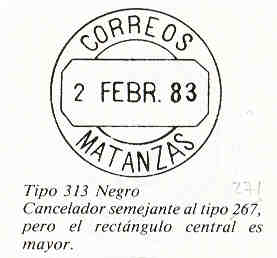 CORREOS
2 FEBR. 83
MATANZAS
Tipo 313 Negro 271
Cancelador semejante al tipo 267,
pero el rectángulo central es
mayor.